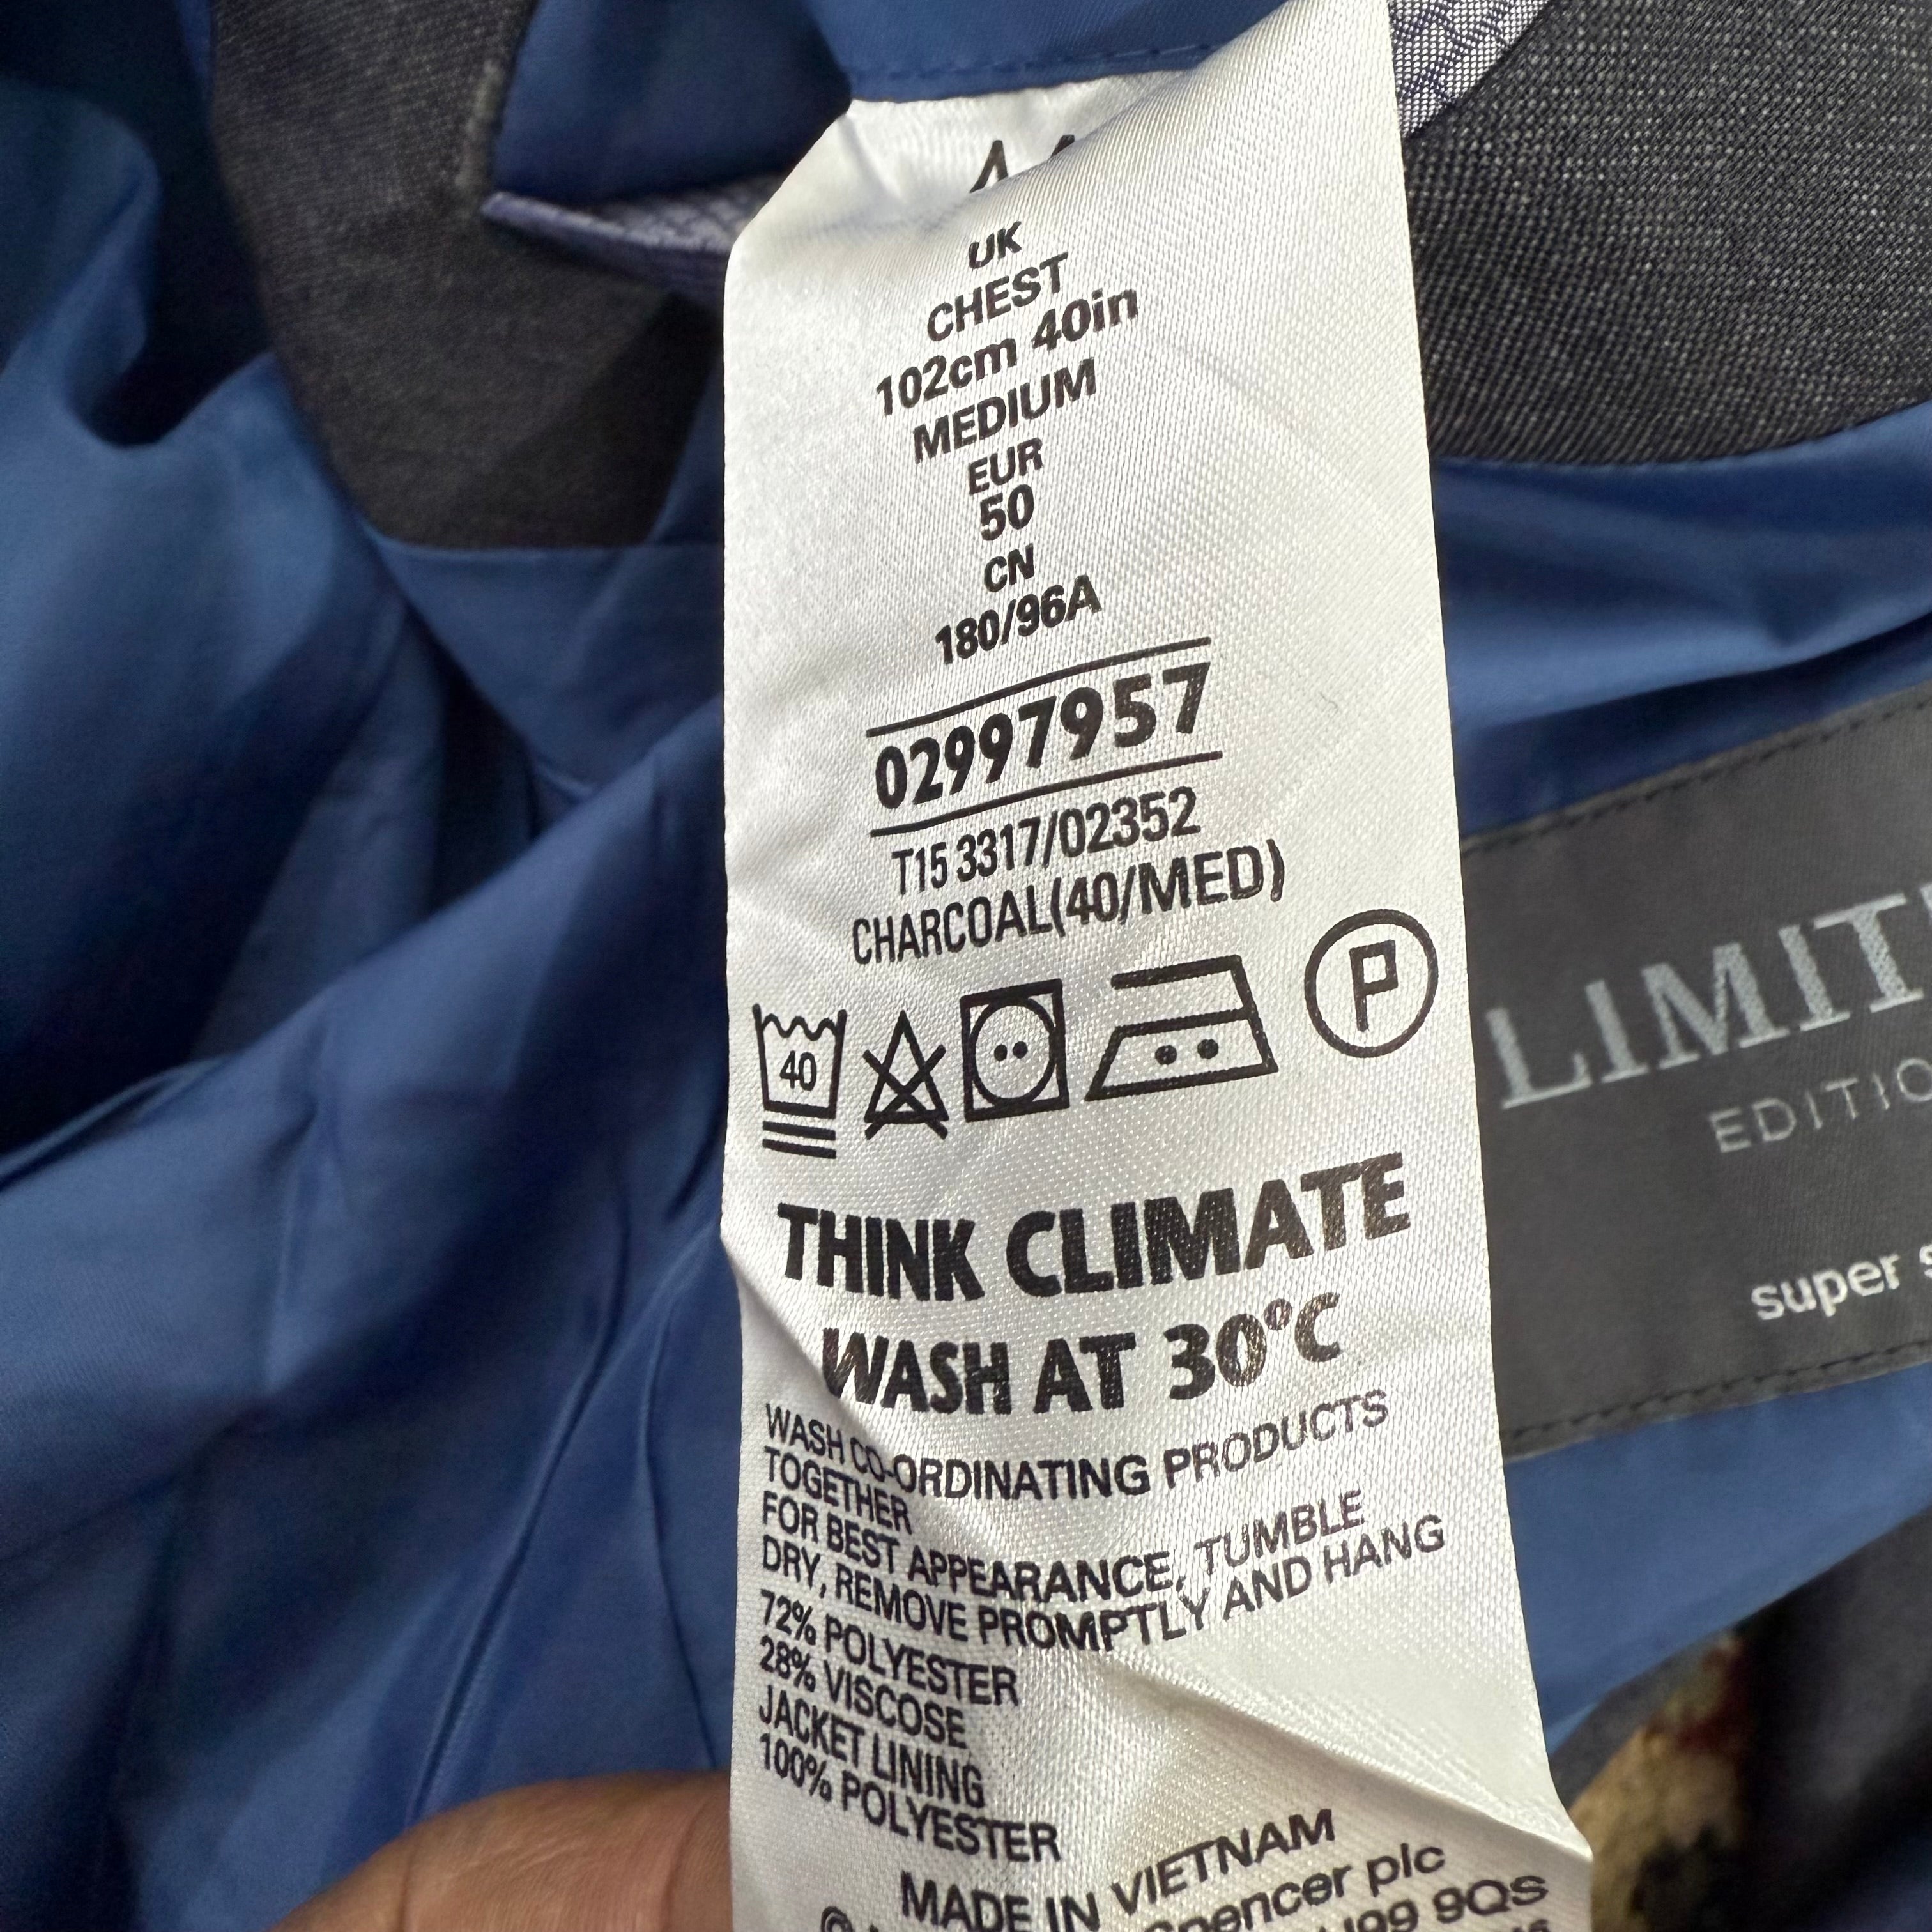 UK
CHEST
102cm 40in
MEDIUM
EUR
50
CN
180/96A
02997957
T15 3317/02352
CHARCOAL(40/MED)
40
P
THINK CLIMATE
WASH AT 30°C
WASH CO-ORDINATING PRODUCTS
TOGETHER
FOR BEST APPEARANCE, TUMBLE
DRY, REMOVE PROMPTLY AND HANG
72% POLYESTER
28% VISCOSE
JACKET LINING
100% POLYESTER
MADE IN VIETNAM
plc
9QS
LIMIT
EDITIO
super